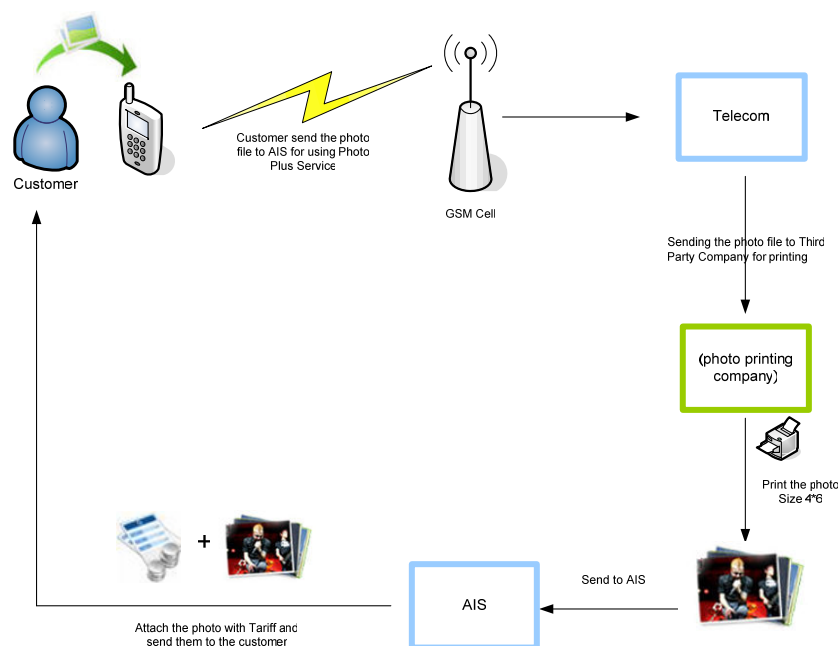 Customer
Customer send the photo
file to AIS for using Photo
Plus Service
GSM Cell
Telecom
Sending the photo file to Third
Party Company for printing
(photo printing
company)
Print the photo
Size 4*6
Send to AIS
AIS
+
Attach the photo with Tariff and
send them to the customer